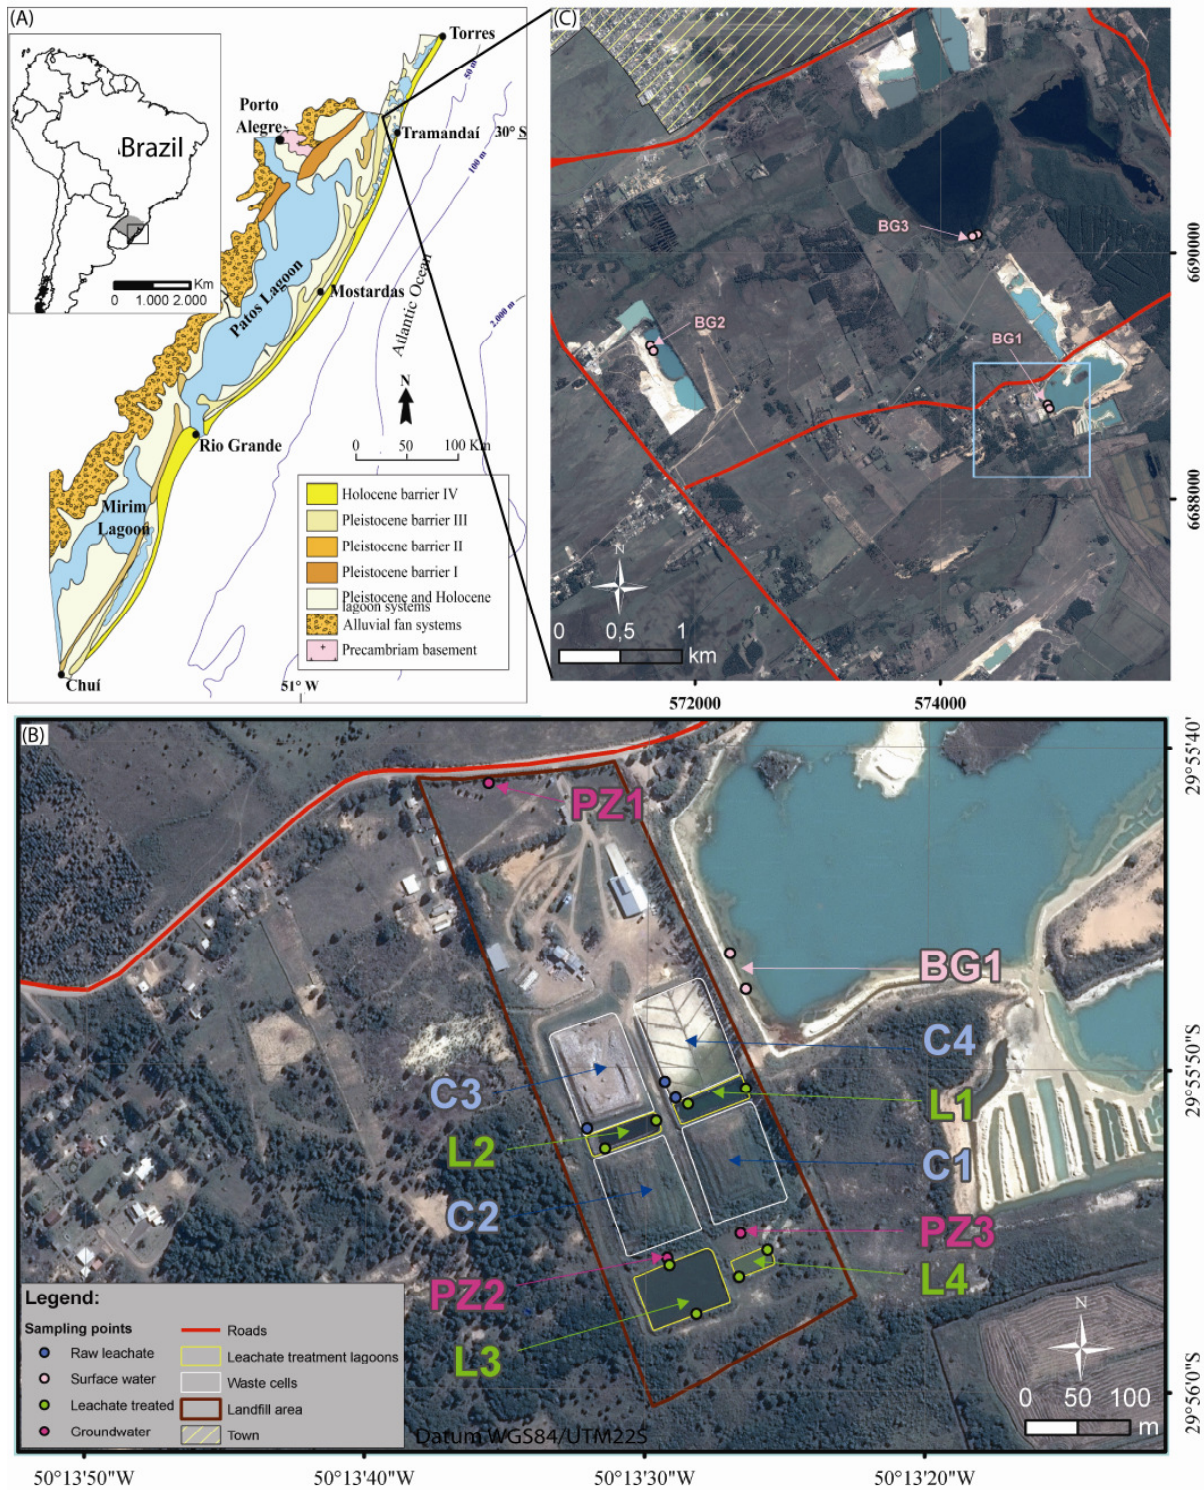 (A)
Brazil
Km
0 1.000 2.000
Torres
50 m
Porto
Alegre
Tramandaí
30° S
100 m
Patos Lagoon
Mostardas
Atlantic Ocean
2.000 m
N
0 50 100 Km
Rio Grande
Mirim
Lagoon
Holocene barrier IV
Pleistocene barrier III
Pleistocene barrier II
Pleistocene barrier I
Pleistocene and Holocene
lagoon systems
Alluvial fan systems
Precambriam basement
Chuí
51° W
(C)
BG3
BG2
BG1
6690000
6688000
N
0 0,5 1
km
572000
574000
(B)
PZ1
BG1
C4
C3
L1
L2
C1
C2
PZ3
PZ2
L4
L3
Legend:
Sampling points
Raw leachate
Surface water
Leachate treated
Groundwater
Roads
Leachate treatment lagoons
Waste cells
Landfill area
Town
Datum WGS84/UTM22S
N
0 50 100
m
29°55'40"
29°55'50"S
29°56'0"S
50°13'50"W
50°13'40"W
50°13'30"W
50°13'20"W